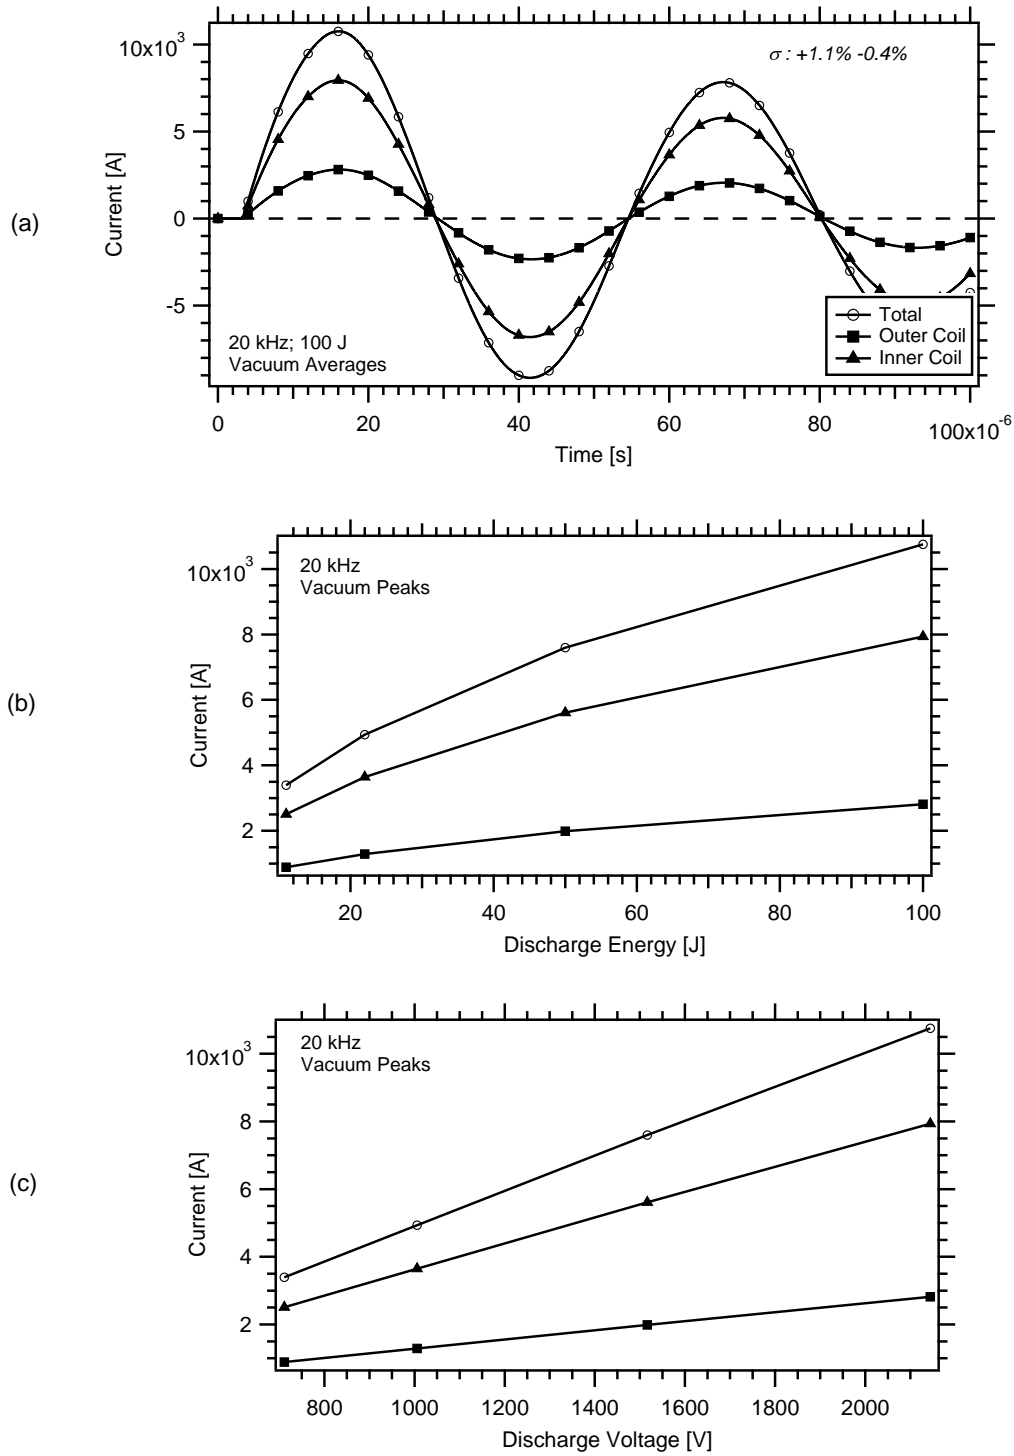 (a)
Current [A]
10x10³
5
0
-5
σ : +1.1% -0.4%
20 kHz; 100 J
Vacuum Averages
Total
Outer Coil
Inner Coil
0
20
40
60
80
100x10⁻⁶
Time [s]
(b)
Current [A]
10x10³
8
6
4
2
20 kHz
Vacuum Peaks
20
40
60
80
100
Discharge Energy [J]
(c)
Current [A]
10x10³
8
6
4
2
20 kHz
Vacuum Peaks
800
1000
1200
1400
1600
1800
2000
Discharge Voltage [V]